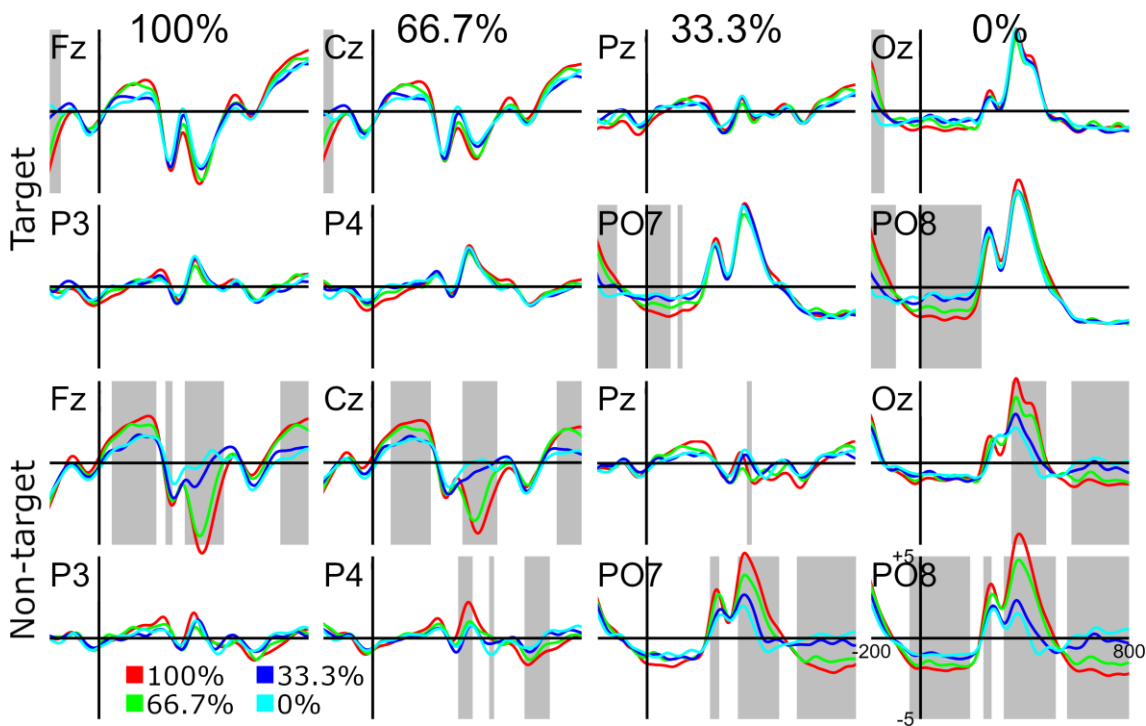 100% 66.7% 33.3% 0%
Target
Fz Cz Pz Oz
P3 P4 PO7 PO8
Non-target
Fz Cz Pz Oz
P3 P4 PO7 PO8
+5
-200 800
-5
100% 33.3%
66.7% 0%